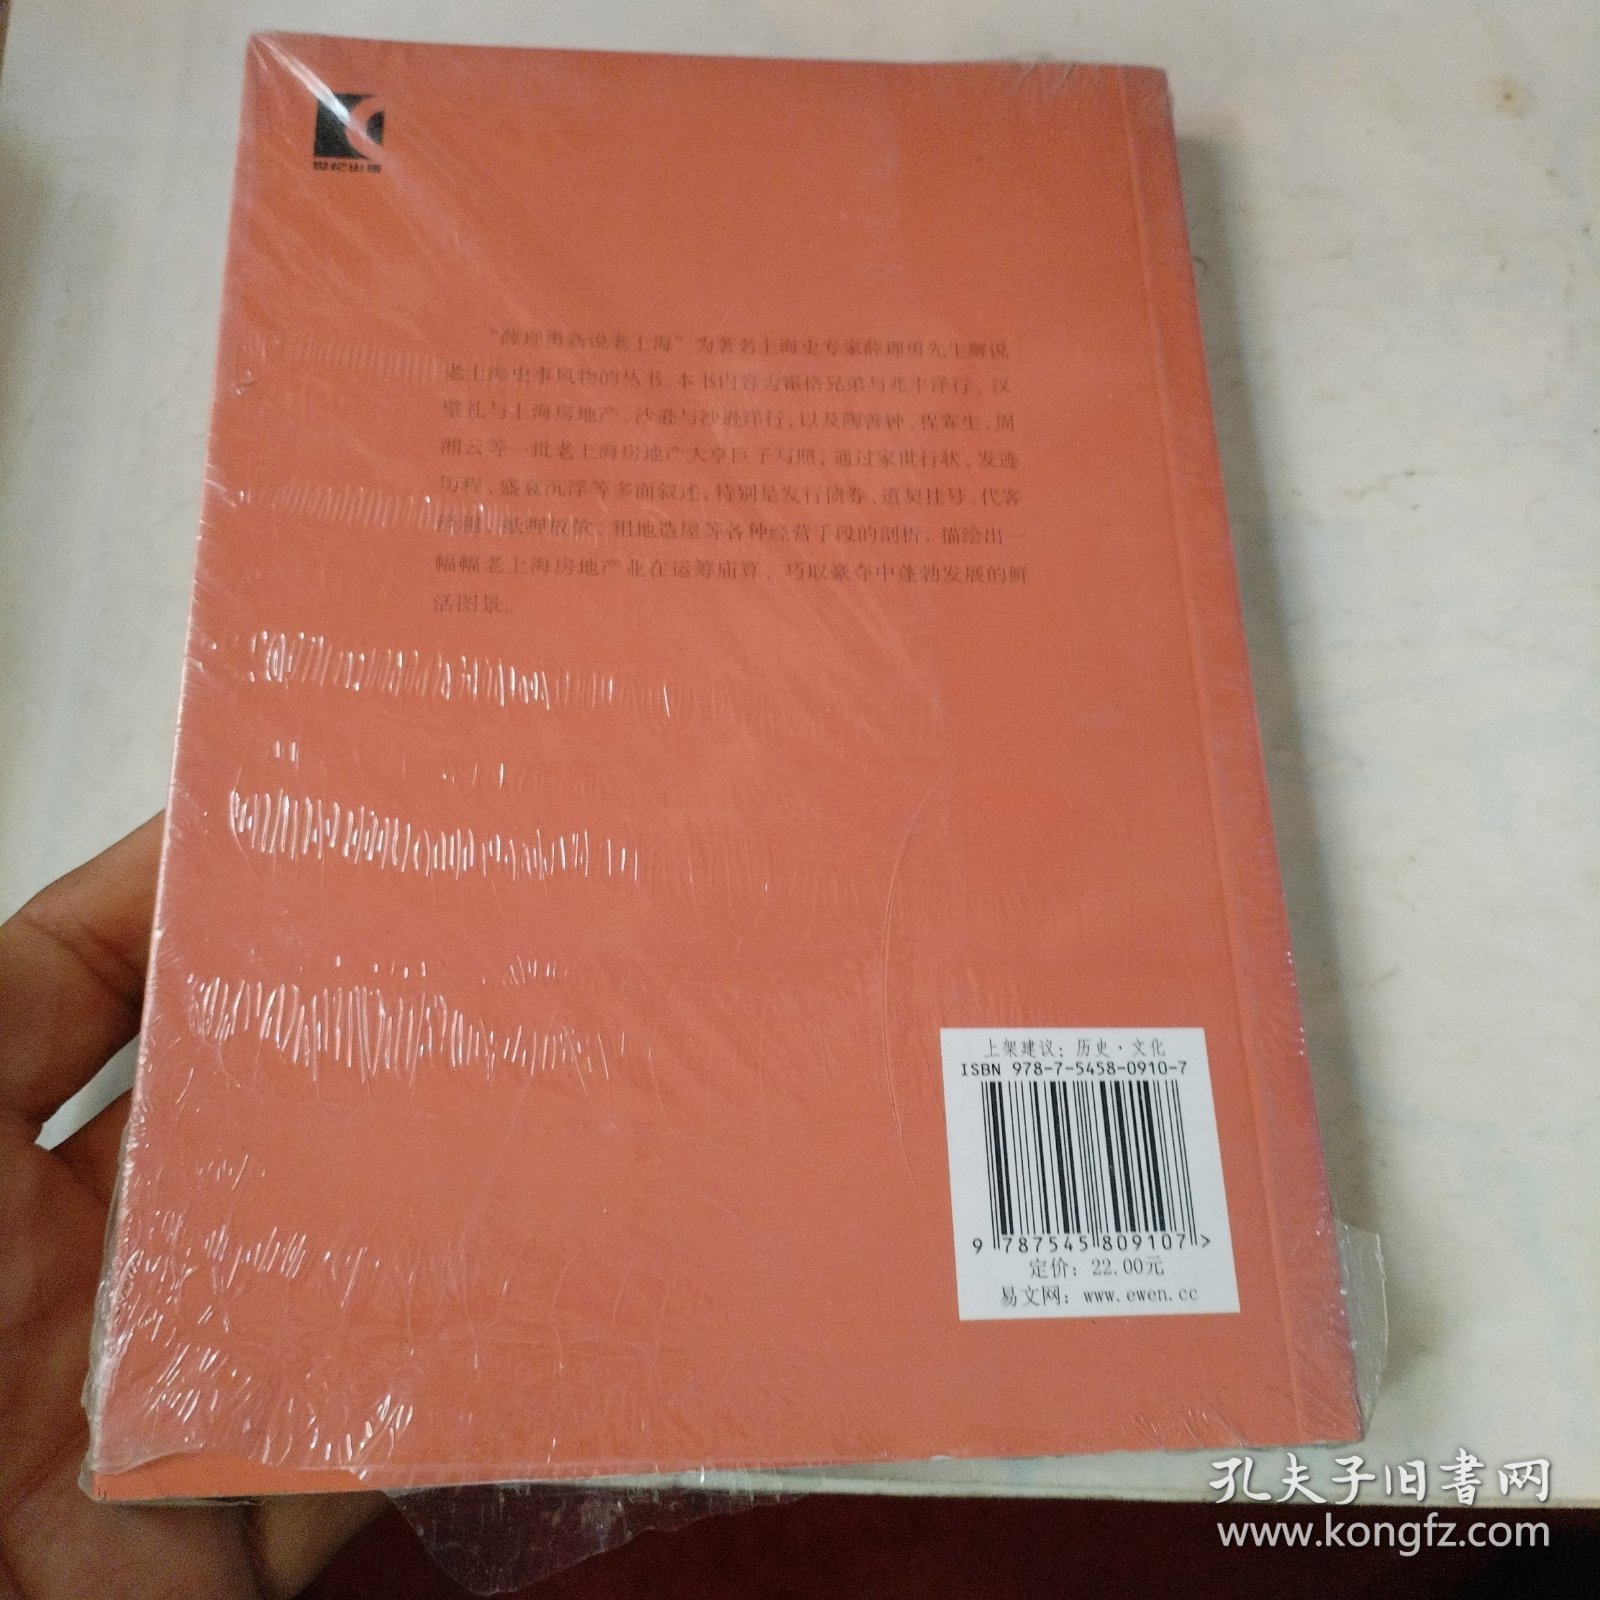 世纪出版
“薛理勇新说老上海”为著名上海史专家薛理勇先生解说
老上海史事风物的丛书。本书内容为霍格兄弟与兆丰洋行、汉
璧礼与上海房地产、沙逊与沙逊洋行,以及陶善钟、程霖生、周
湘云等一批老上海房地产大亨巨子写照,通过家世行状、发迹
历程、盛衰沉浮等多面叙述,特别是发行债券、道契挂号、代客
经租、抵押放款、租地造屋等各种经营手段的剖析,描绘出一
幅幅老上海房地产业在运筹庙算、巧取豪夺中蓬勃发展的鲜
活图景。
上架建议：历史·文化
ISBN 978-7-5458-0910-7
9 787545 809107 >
定价：22.00元
易文网：www.ewen.cc
孔夫子旧书网
www.kongfz.com